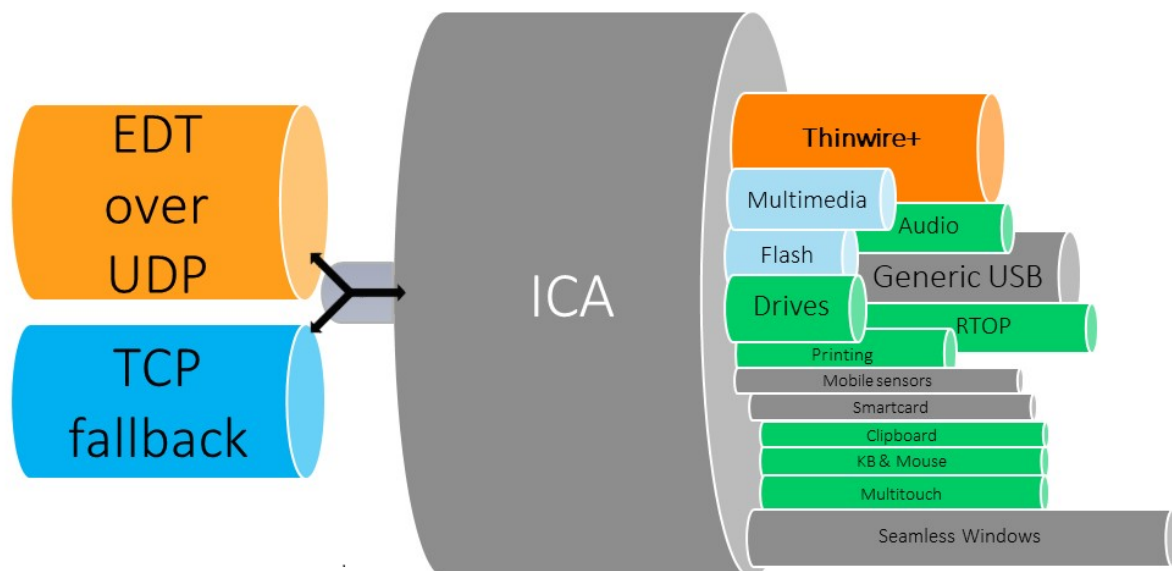 EDT
over
UDP
TCP
fallback
ICA
Thinwire+
Multimedia
Audio
Flash
Generic USB
Drives
RTOP
Printing
Mobile sensors
Smartcard
Clipboard
KB & Mouse
Multitouch
Seamless Windows